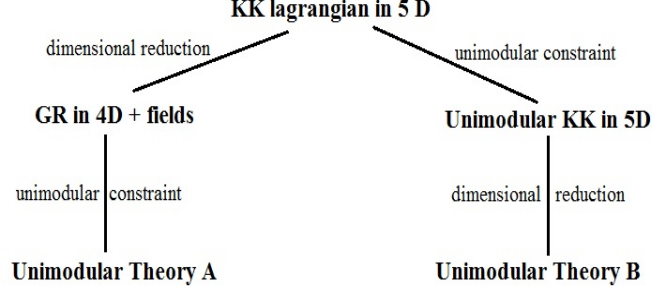 KK lagrangian in 5 D
dimensional reduction
unimodular constraint
GR in 4D + fields
Unimodular KK in 5D
unimodular constraint
dimensional reduction
Unimodular Theory A
Unimodular Theory B